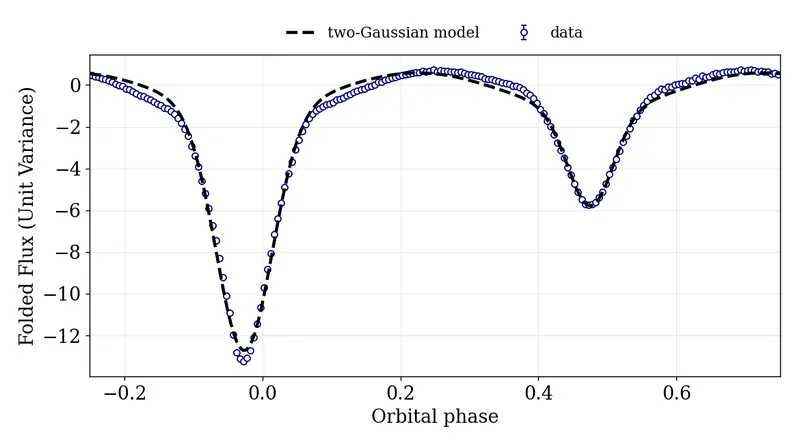 two-Gaussian model data
Folded Flux (Unit Variance)
0
−2
−4
−6
−8
−10
−12
−0.2 0.0 0.2 0.4 0.6
Orbital phase